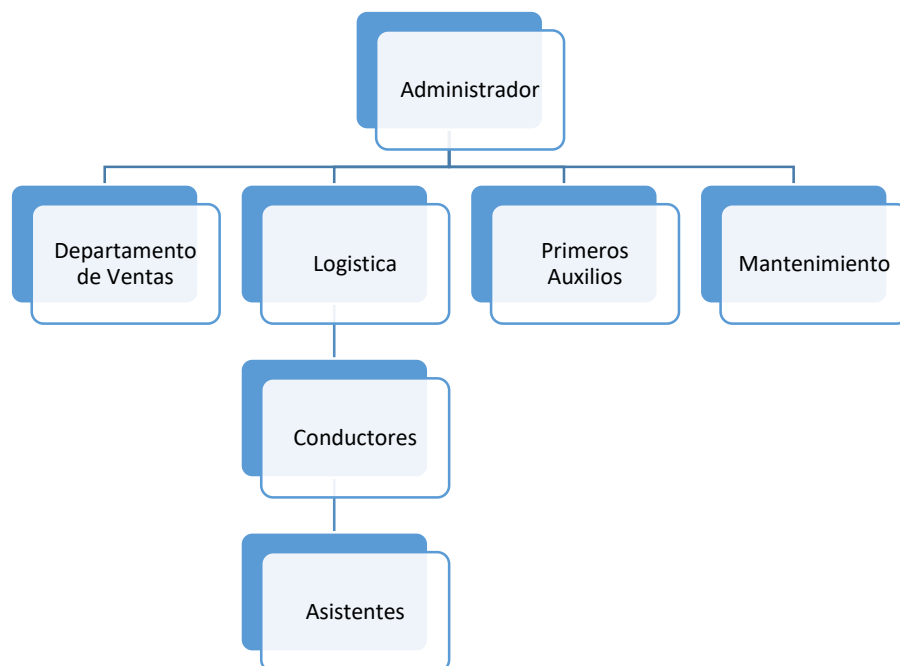 Administrador
Departamento
de Ventas
Logistica
Primeros
Auxilios
Mantenimiento
Conductores
Asistentes